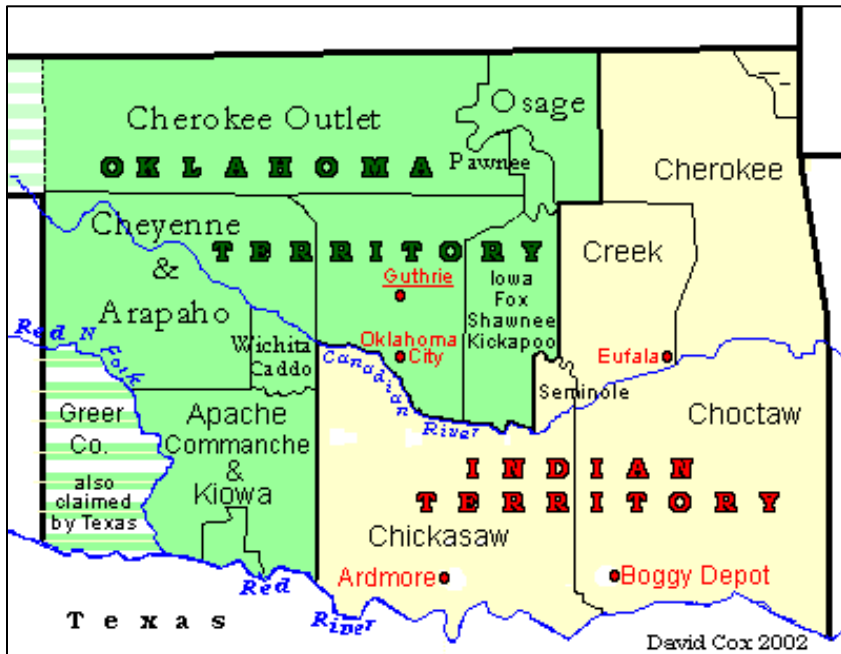 Osage
Cherokee Outlet
Pawnee
OKLAHOMA
Cherokee
Cheyenne
&
Arapaho
TERRITORY
Creek
Guthrie
Iowa
Fox
Shawnee
Kickapoo
Red N Fork
Wichita
Caddo
Oklahoma
City
Canadian
River
Eufala
Seminole
Greer
Co.
also
claimed
by Texas
Apache
Commanche
&
Kiowa
Choctaw
INDIAN
TERRITORY
Chickasaw
Ardmore
Boggy Depot
Red
River
Texas
David Cox 2002